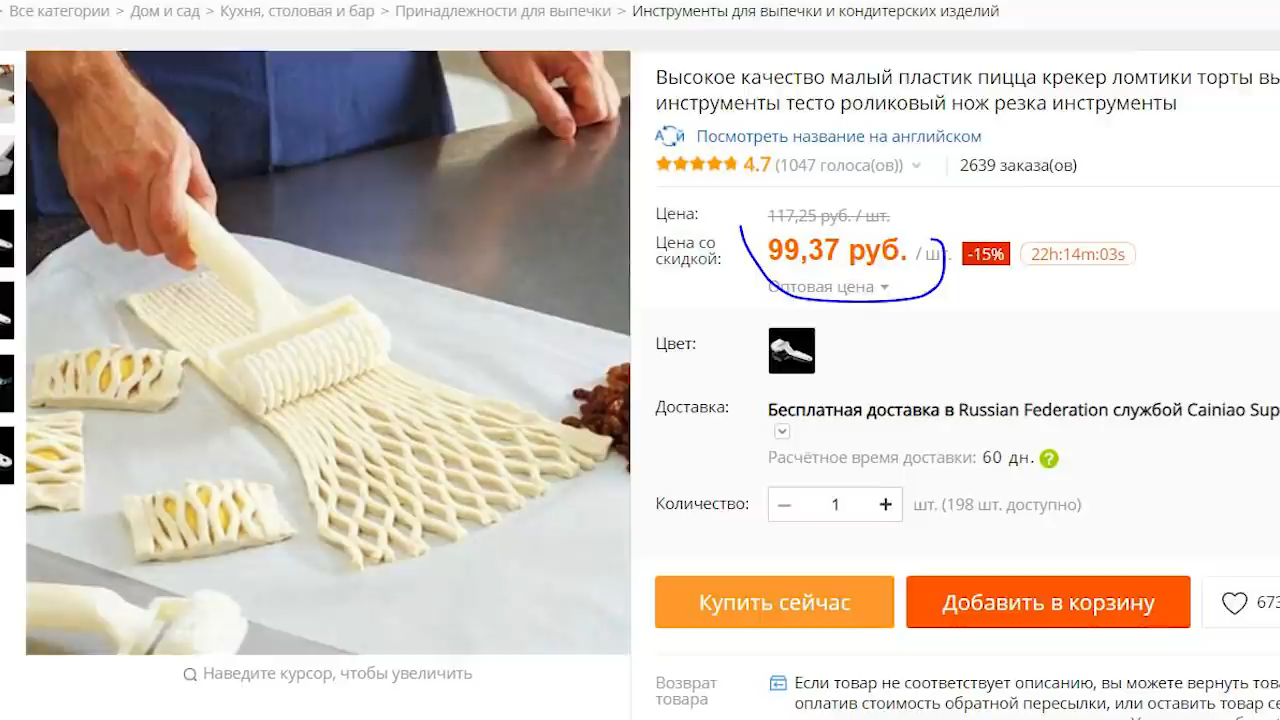 > Все категории > Дом и сад > Кухня, столовая и бар > Принадлежности для выпечки > Инструменты для выпечки и кондитерских изделий
Высокое качество малый пластик пицца крекер ломтики торты
инструменты тесто роликовый нож резка инструменты
Посмотреть название на английском
4.7 (1047 голоса(ов)) 2639 заказа(ов)
Цена: 117,25 руб. / шт.
Цена со скидкой: 99,37 руб. / шт. -15% 22h:14m:03s
Оптовая цена
Цвет:
Доставка: Бесплатная доставка в Russian Federation службой Cainiao
Расчётное время доставки: 60 дн. ?
Количество: − 1 + шт. (198 шт. доступно)
Купить сейчас Добавить в корзину
Наведите курсор, чтобы увеличить
Возврат товара
Если товар не соответствует описанию, вы можете вернуть
оплатив стоимость обратной пересылки, или оставить товар